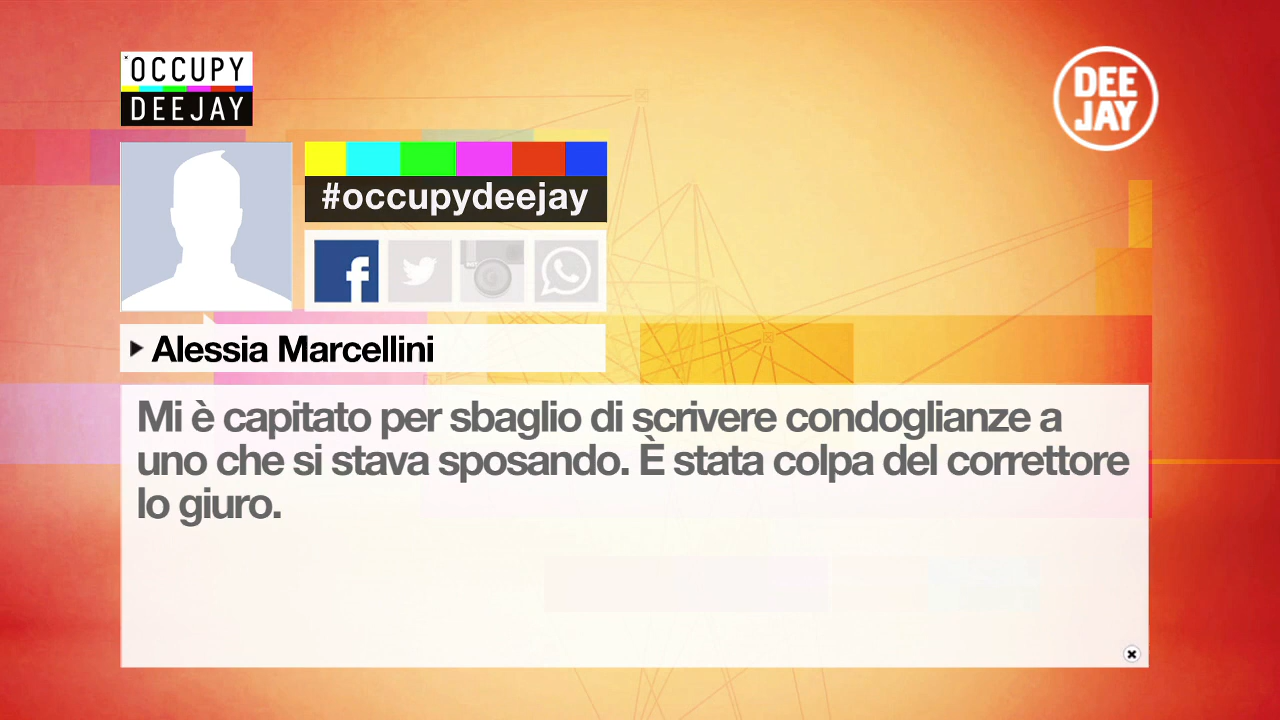 OCCUPY
DEEJAY
DEE
JAY
#occupydeejay
f
Alessia Marcellini
Mi è capitato per sbaglio di scrivere condoglianze a
uno che si stava sposando. È stata colpa del correttore
lo giuro.